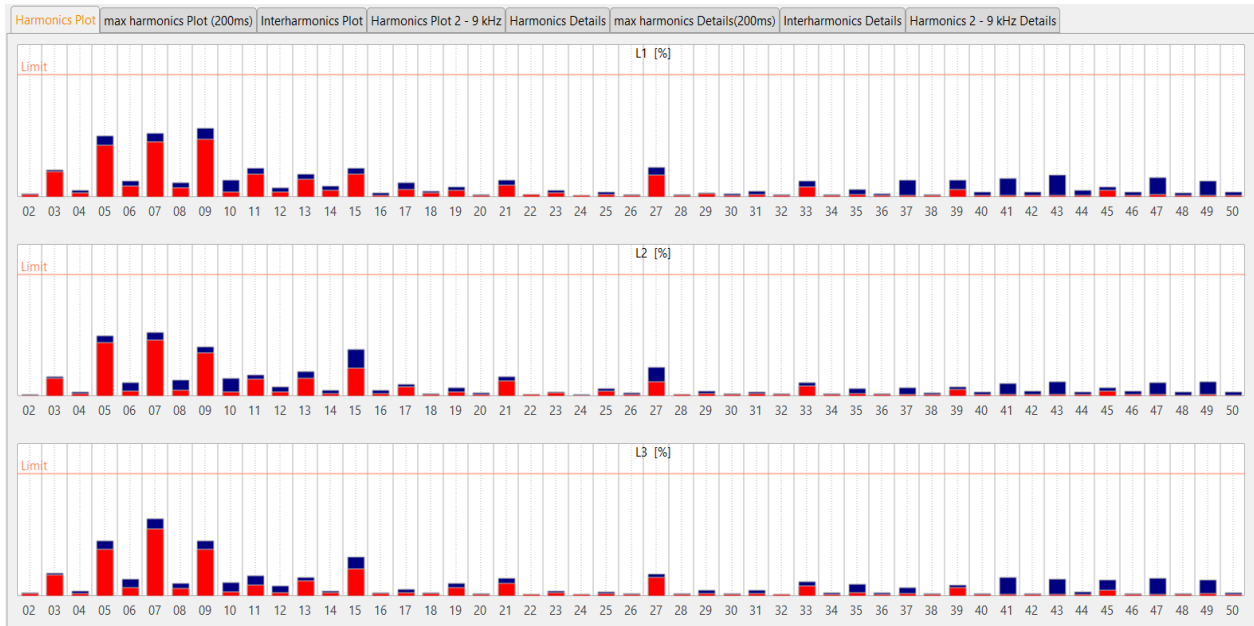 Harmonics Plot max harmonics Plot (200ms) Interharmonics Plot Harmonics Plot 2 - 9 kHz Harmonics Details max harmonics Details(200ms) Interharmonics Details Harmonics 2 - 9 kHz Details
L1 [%]
Limit
02 03 04 05 06 07 08 09 10 11 12 13 14 15 16 17 18 19 20 21 22 23 24 25 26 27 28 29 30 31 32 33 34 35 36 37 38 39 40 41 42 43 44 45 46 47 48 49 50
L2 [%]
Limit
02 03 04 05 06 07 08 09 10 11 12 13 14 15 16 17 18 19 20 21 22 23 24 25 26 27 28 29 30 31 32 33 34 35 36 37 38 39 40 41 42 43 44 45 46 47 48 49 50
L3 [%]
Limit
02 03 04 05 06 07 08 09 10 11 12 13 14 15 16 17 18 19 20 21 22 23 24 25 26 27 28 29 30 31 32 33 34 35 36 37 38 39 40 41 42 43 44 45 46 47 48 49 50